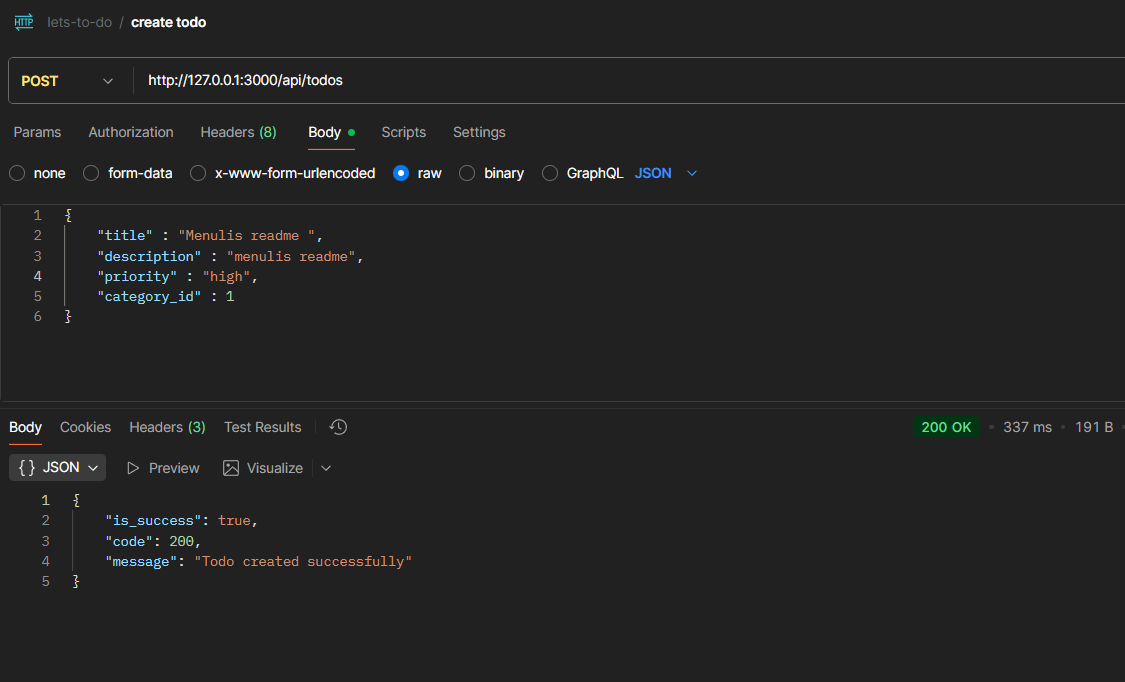 HTTP lets-to-do / create todo
POST http://127.0.0.1:3000/api/todos
Params Authorization Headers (8) Body Scripts Settings
none form-data x-www-form-urlencoded raw binary GraphQL JSON
1 {
2 "title" : "Menulis readme ",
3 "description" : "menulis readme",
4 "priority" : "high",
5 "category_id" : 1
6 }
Body Cookies Headers (3) Test Results 200 OK • 337 ms • 191 B •
{} JSON Preview Visualize
1 {
2 "is_success": true,
3 "code": 200,
4 "message": "Todo created successfully"
5 }